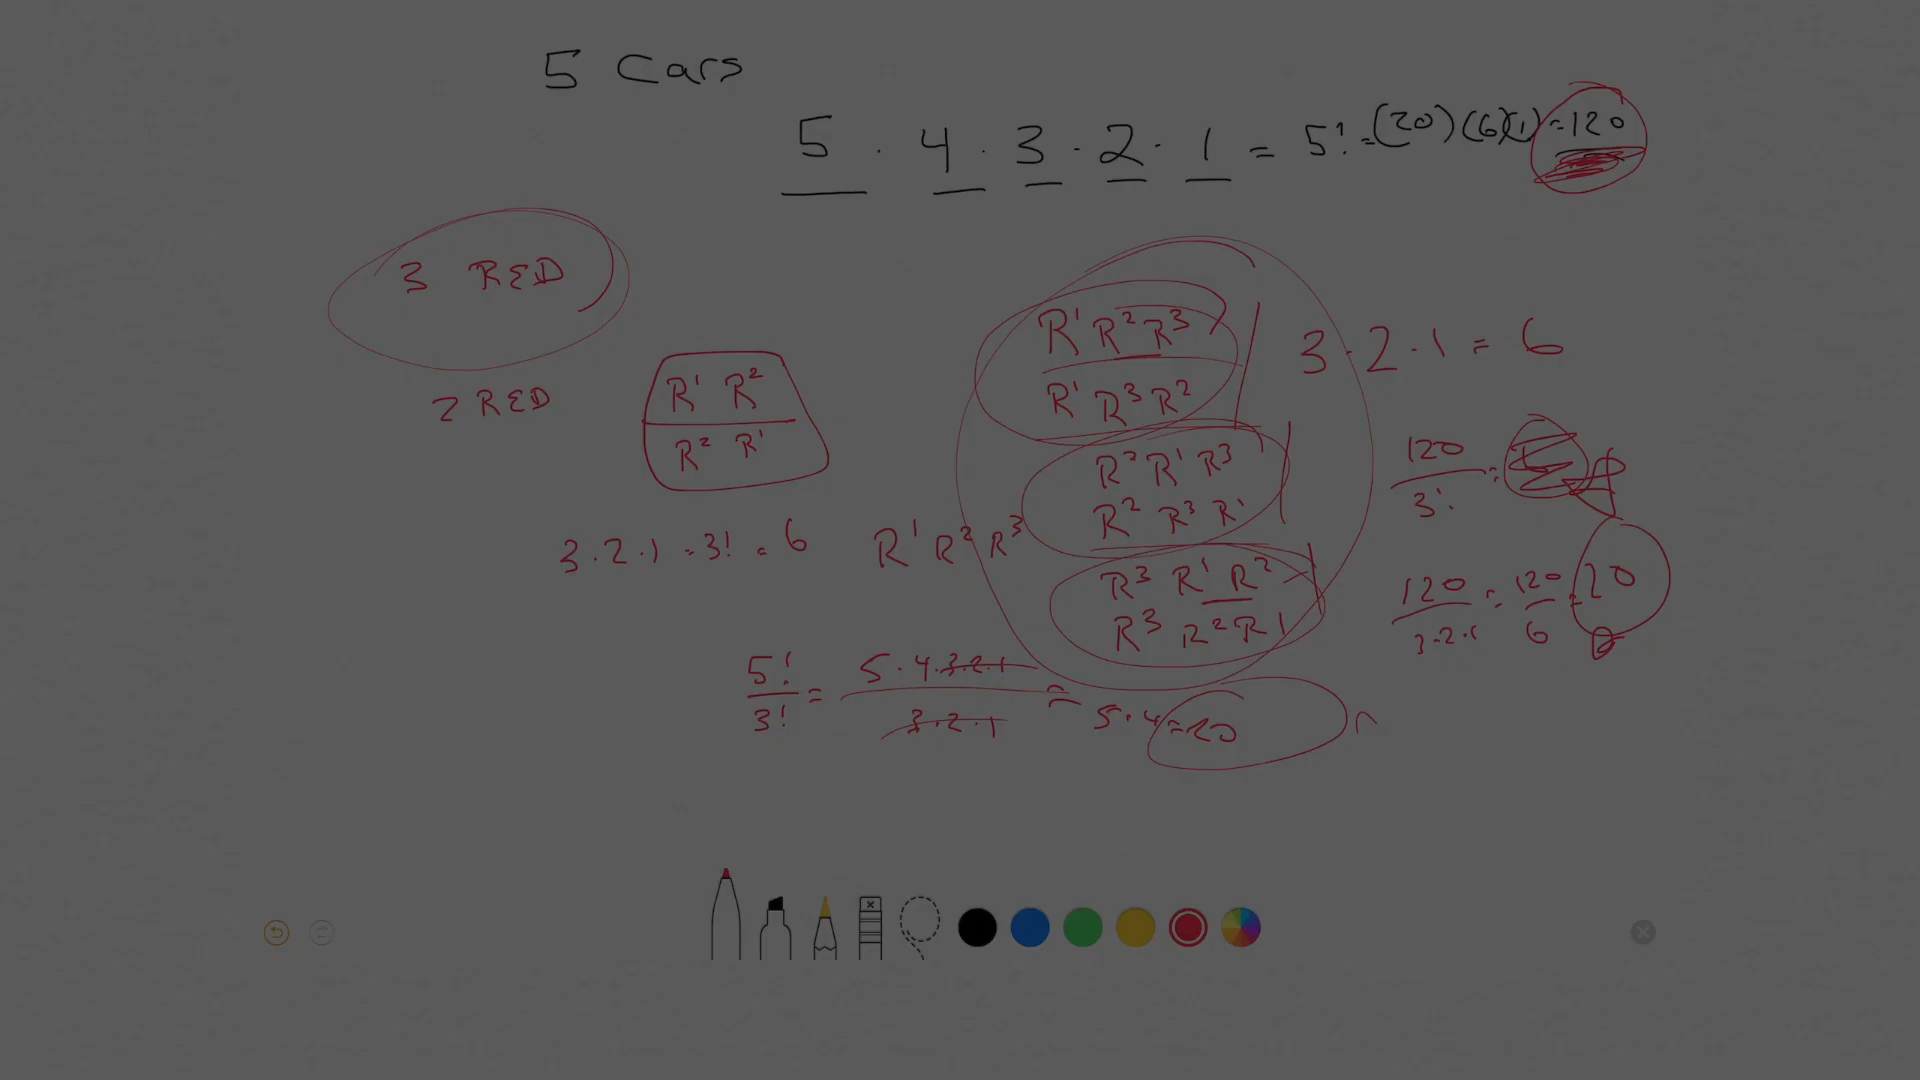 5 Cars
5 · 4 · 3 · 2 · 1 = 5! = (20)(6)(1) = 120
3 RED
R¹ R² R³
3 · 2 · 1 = 6
R¹ R³ R²
2 RED
R¹ R²
R² R¹
R² R¹ R³
120 / 3! =
R² R³ R¹
3 · 2 · 1 = 3! = 6
R¹ R² R³
R³ R¹ R²
120 / 3·2·1 = 120 / 6 = 20
R³ R² R1
5! / 3! = 5 · 4 · 3·2·1 / 3·2·1 = 5 · 4 = 20